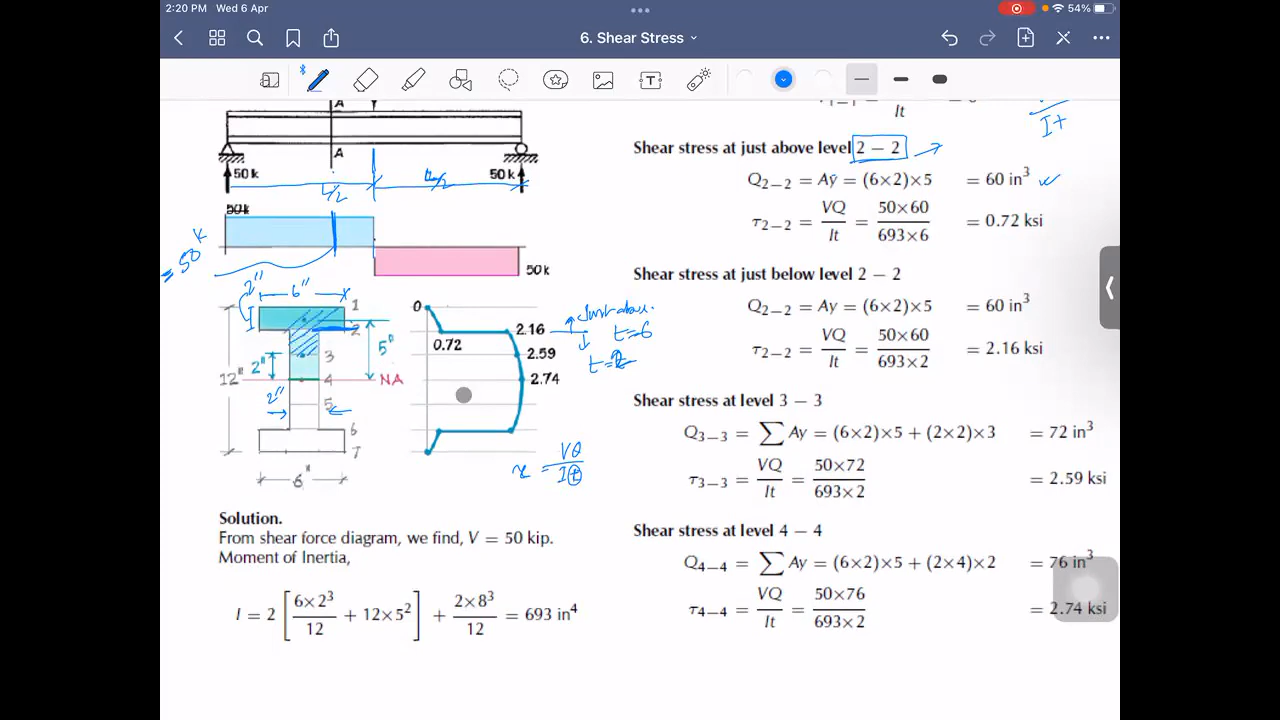 2:20 PM Wed 6 Apr
54%
6. Shear Stress
A
A
50 k
50 k
L/2
50k
= 50 k
50k
2"
6"
1
2
3
4
5
6
7
5"
2"
12"
NA
2"
6"
0
0.72
2.16
2.59
2.74
Just above.
t=6
VQ
It
Solution.
From shear force diagram, we find, V = 50 kip.
Moment of Inertia,
I = 2 [ 6×2³/12 + 12×5² ] + 2×8³/12 = 693 in⁴
It
It
Shear stress at just above level 2 − 2
Q2−2 = Aȳ = (6×2)×5 = 60 in³
τ2−2 = VQ/It = 50×60/693×6 = 0.72 ksi
Shear stress at just below level 2 − 2
Q2−2 = Ay = (6×2)×5 = 60 in³
τ2−2 = VQ/It = 50×60/693×2 = 2.16 ksi
Shear stress at level 3 − 3
Q3−3 = ∑ Ay = (6×2)×5 + (2×2)×3 = 72 in³
τ3−3 = VQ/It = 50×72/693×2 = 2.59 ksi
Shear stress at level 4 − 4
Q4−4 = ∑ Ay = (6×2)×5 + (2×4)×2 = 76 in³
τ4−4 = VQ/It = 50×76/693×2 = 2.74 ksi